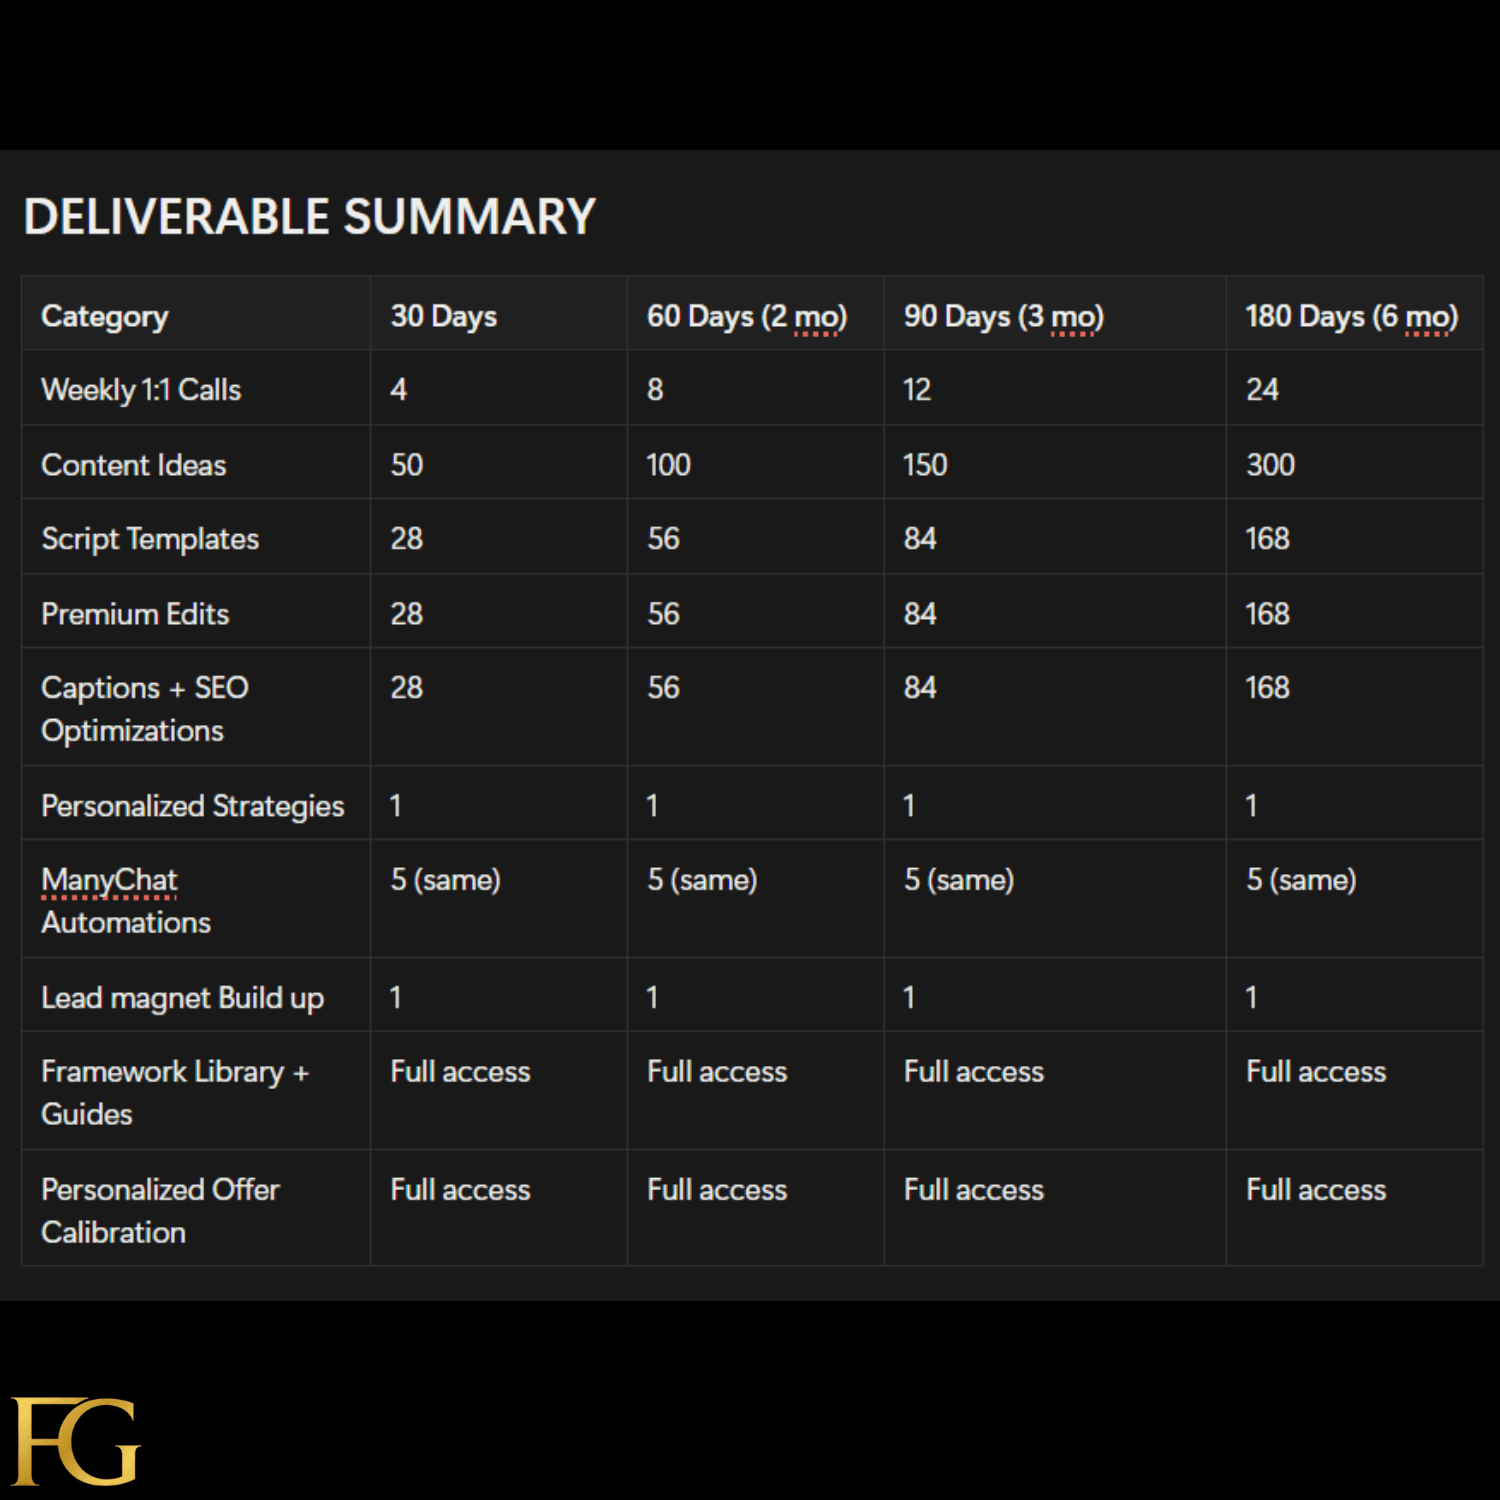 DELIVERABLE SUMMARY
Category 30 Days 60 Days (2 mo) 90 Days (3 mo) 180 Days (6 mo)
Weekly 1:1 Calls 4 8 12 24
Content Ideas 50 100 150 300
Script Templates 28 56 84 168
Premium Edits 28 56 84 168
Captions + SEO 28 56 84 168
Optimizations
Personalized Strategies 1 1 1 1
ManyChat 5 (same) 5 (same) 5 (same) 5 (same)
Automations
Lead magnet Build up 1 1 1 1
Framework Library + Full access Full access Full access Full access
Guides
Personalized Offer Full access Full access Full access Full access
Calibration
FG